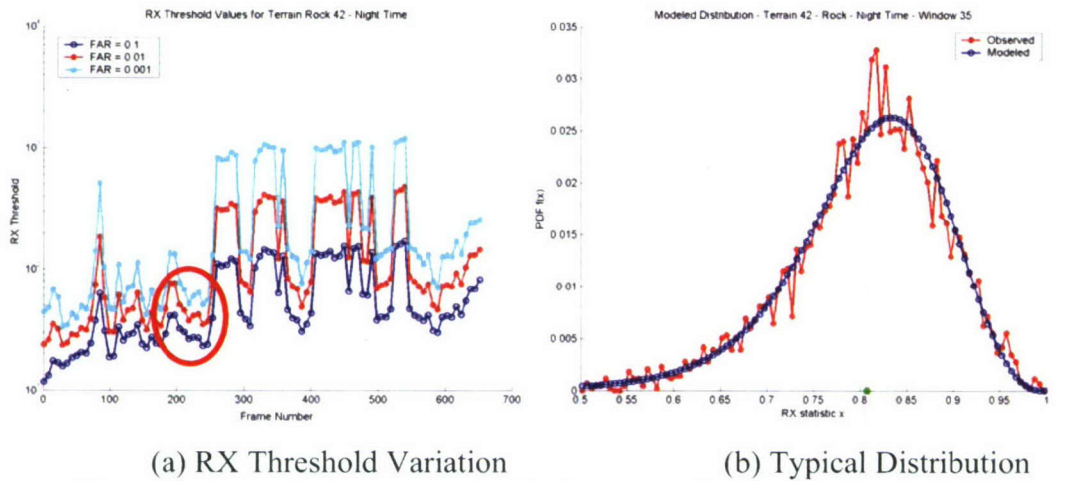 RX Threshold Values for Terrain Rock 42 - Night Time
FAR = 0 1
FAR = 0 01
FAR = 0 001
RX Threshold
10
10
10
10
0
100
200
300
400
500
600
700
Frame Number
(a) RX Threshold Variation
Modeled Distribution - Terrain 42 - Rock - Night Time - Window 35
Observed
Modeled
PDF f(x)
0 035
0 03
0 025
0 02
0 015
0 01
0 005
0
0 5
0 55
0 6
0 65
0 7
0 75
0 8
0 85
0 9
0 95
1
RX statistic x
(b) Typical Distribution